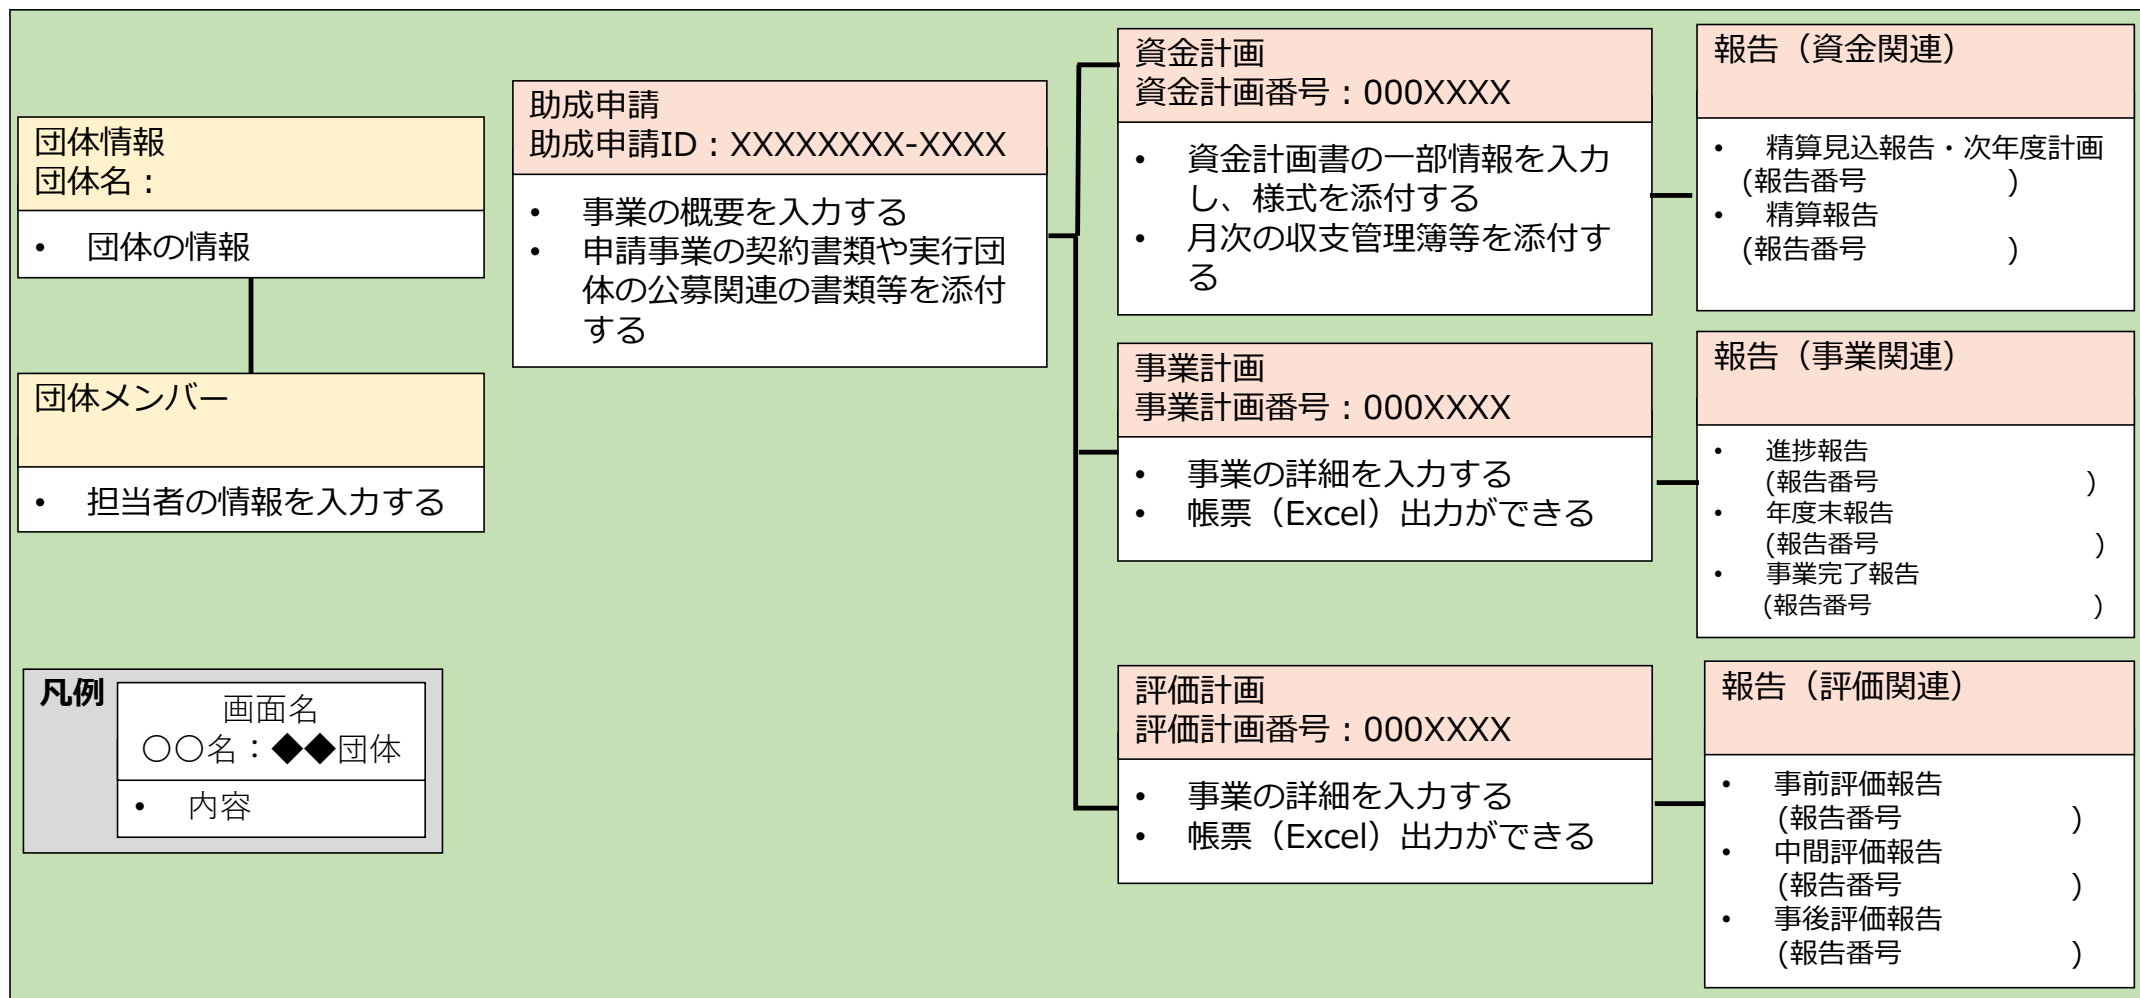 団体情報
団体名：
• 団体の情報
団体メンバー
• 担当者の情報を入力する
凡例
画面名
〇〇名：◆◆団体
• 内容
助成申請
助成申請ID：XXXXXXXX-XXXX
• 事業の概要を入力する
• 申請事業の契約書類や実行団
体の公募関連の書類等を添付
する
資金計画
資金計画番号：000XXXX
• 資金計画書の一部情報を入力
し、様式を添付する
• 月次の収支管理簿等を添付す
る
事業計画
事業計画番号：000XXXX
• 事業の詳細を入力する
• 帳票（Excel）出力ができる
評価計画
評価計画番号：000XXXX
• 事業の詳細を入力する
• 帳票（Excel）出力ができる
報告（資金関連）
• 精算見込報告・次年度計画
(報告番号　　　　　)
• 精算報告
(報告番号　　　　　)
報告（事業関連）
• 進捗報告
(報告番号　　　　　　　)
• 年度末報告
(報告番号　　　　　　　)
• 事業完了報告
(報告番号　　　　　　　)
報告（評価関連）
• 事前評価報告
(報告番号　　　　　　)
• 中間評価報告
(報告番号　　　　　　)
• 事後評価報告
(報告番号　　　　　　)